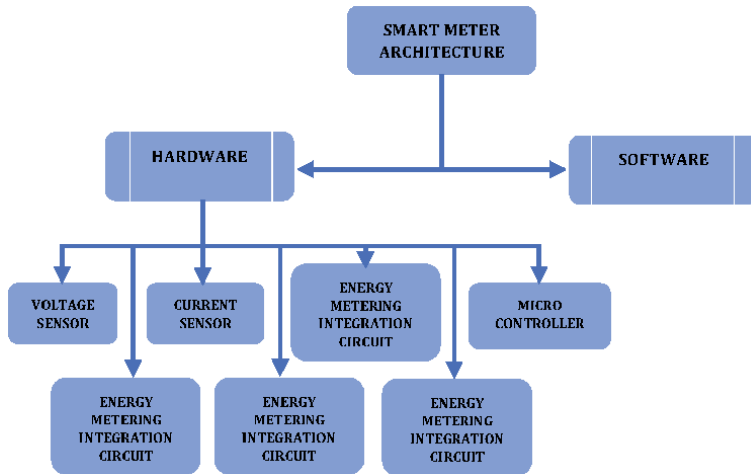 SMART METER
ARCHITECTURE
HARDWARE
SOFTWARE
VOLTAGE
SENSOR
CURRENT
SENSOR
ENERGY
METERING
INTEGRATION
CIRCUIT
MICRO
CONTROLLER
ENERGY
METERING
INTEGRATION
CIRCUIT
ENERGY
METERING
INTEGRATION
CIRCUIT
ENERGY
METERING
INTEGRATION
CIRCUIT